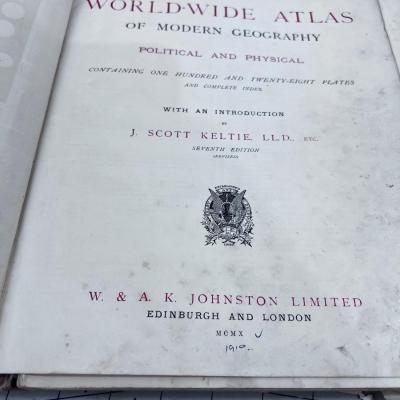 WORLD-WIDE ATLAS
OF MODERN GEOGRAPHY
POLITICAL AND PHYSICAL
CONTAINING ONE HUNDRED AND TWENTY-EIGHT PLATES
AND COMPLETE INDEX
WITH AN INTRODUCTION
BY
J. SCOTT KELTIE, LL.D., ETC.
SEVENTH EDITION
(REVISED)
W. & A. K. JOHNSTON LIMITED
EDINBURGH AND LONDON
MCMX
1910-